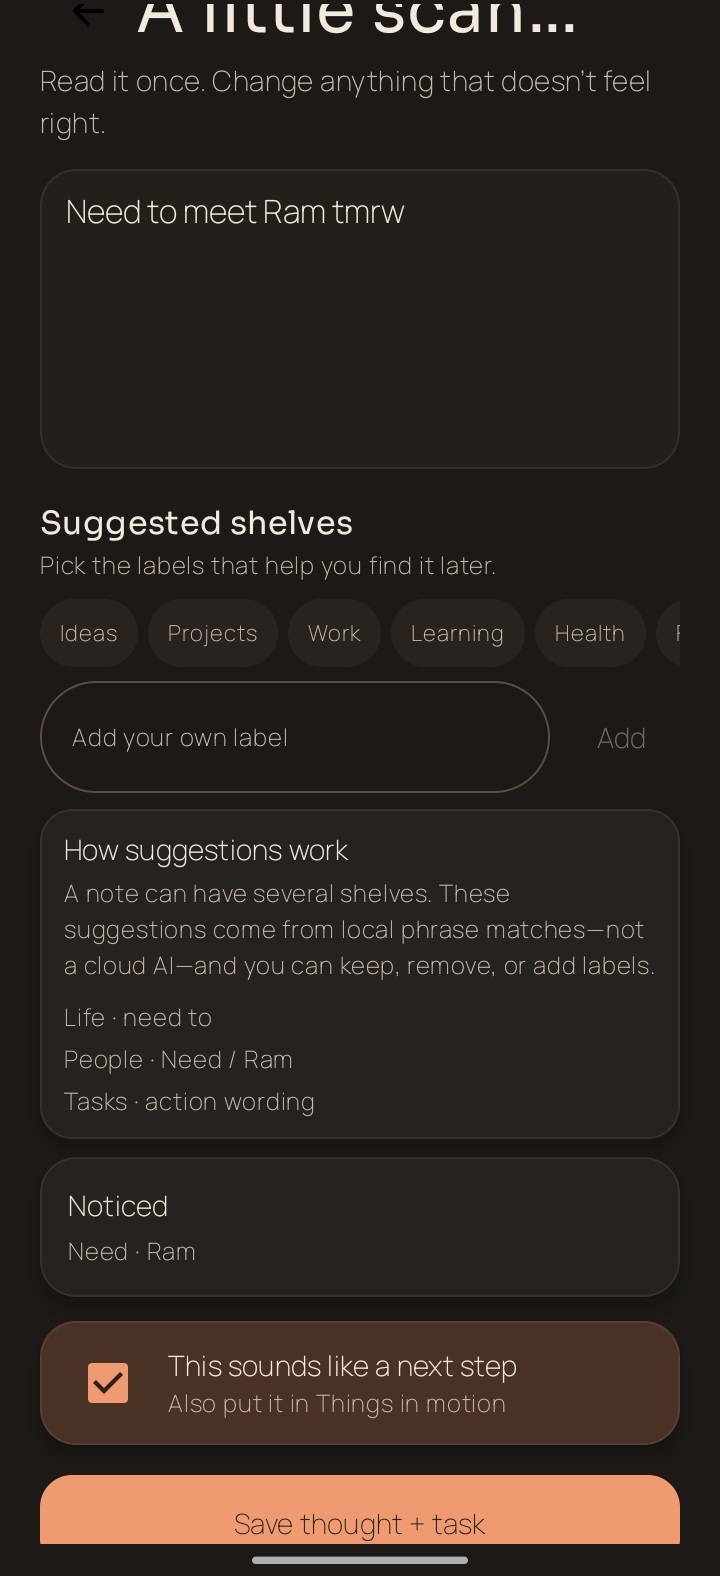 A little scan...
Read it once. Change anything that doesn't feel
right.
Need to meet Ram tmrw
Suggested shelves
Pick the labels that help you find it later.
Ideas Projects Work Learning Health
Add your own label Add
How suggestions work
A note can have several shelves. These
suggestions come from local phrase matches—not
a cloud AI—and you can keep, remove, or add labels.
Life · need to
People · Need / Ram
Tasks · action wording
Noticed
Need · Ram
This sounds like a next step
Also put it in Things in motion
Save thought + task